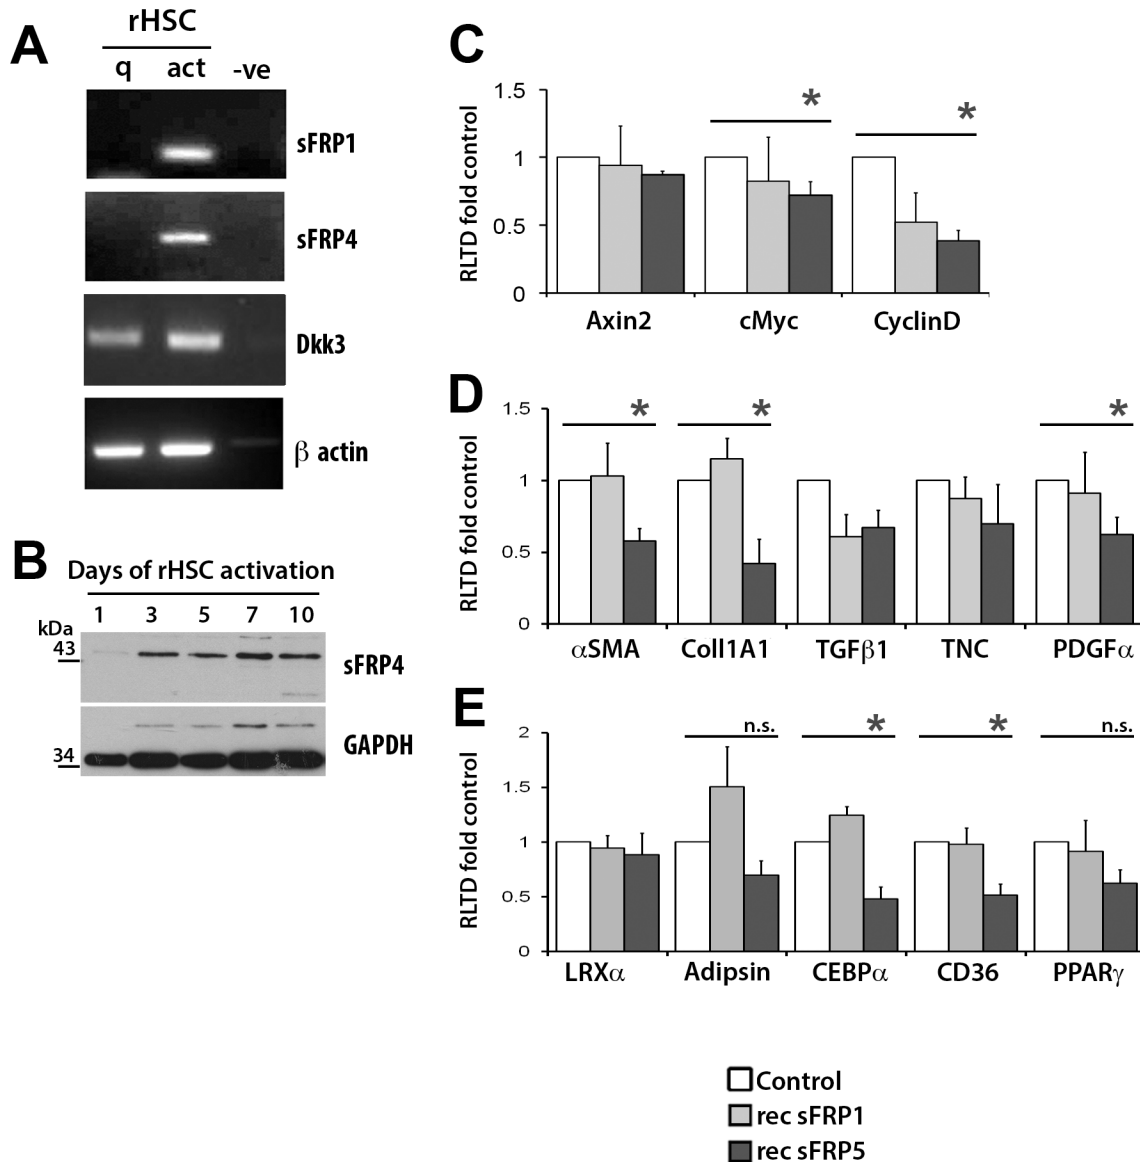 A
rHSC
q act -ve
sFRP1
sFRP4
Dkk3
β actin
B
Days of rHSC activation
1 3 5 7 10
kDa
43
sFRP4
34
GAPDH
C
RLTD fold control
1.5
1
0.5
0
* *
Axin2 cMyc CyclinD
D
RLTD fold control
1.5
1
0.5
0
* * *
αSMA Coll1A1 TGFβ1 TNC PDGFα
E
RLTD fold control
2
1.5
1
0.5
0
n.s. * * n.s.
LRXα Adipsin CEBPα CD36 PPARγ
Control
rec sFRP1
rec sFRP5